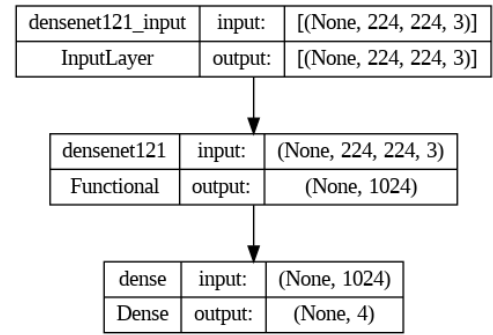 densenet121_input input: [(None, 224, 224, 3)]
InputLayer output: [(None, 224, 224, 3)]
densenet121 input: (None, 224, 224, 3)
Functional output: (None, 1024)
dense input: (None, 1024)
Dense output: (None, 4)